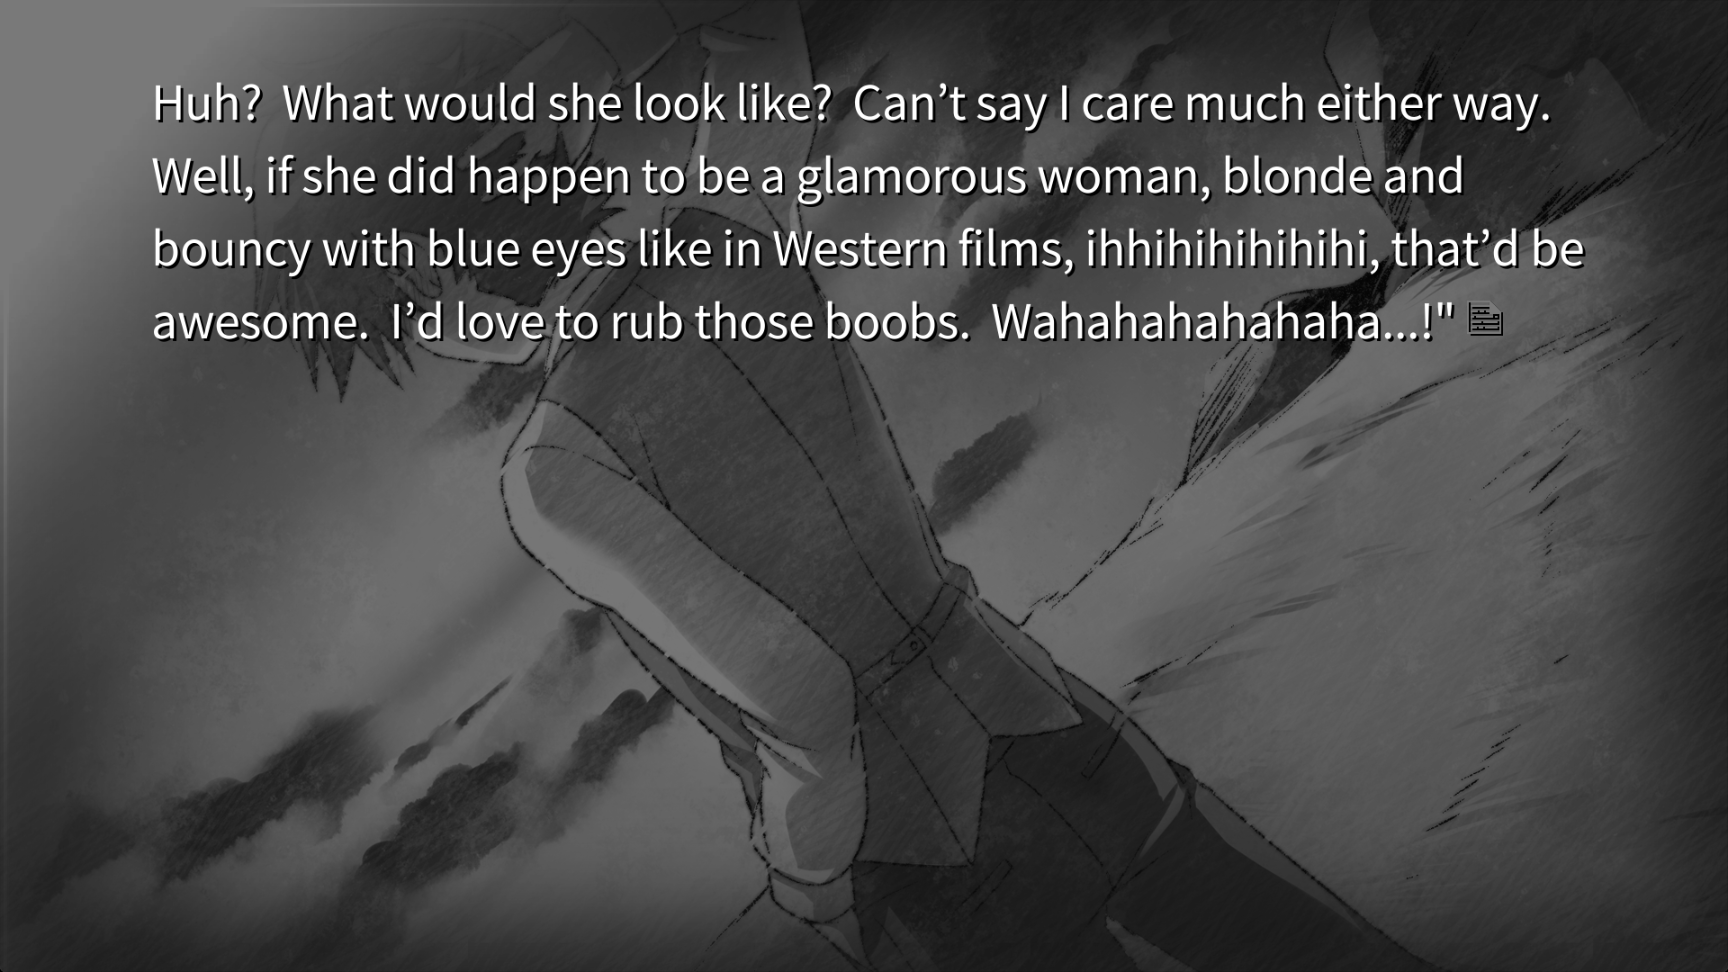 Huh?  What would she look like?  Can’t say I care much either way.
Well, if she did happen to be a glamorous woman, blonde and
bouncy with blue eyes like in Western films, ihhihihihihihi, that’d be
awesome.  I’d love to rub those boobs.  Wahahahahahaha...!"